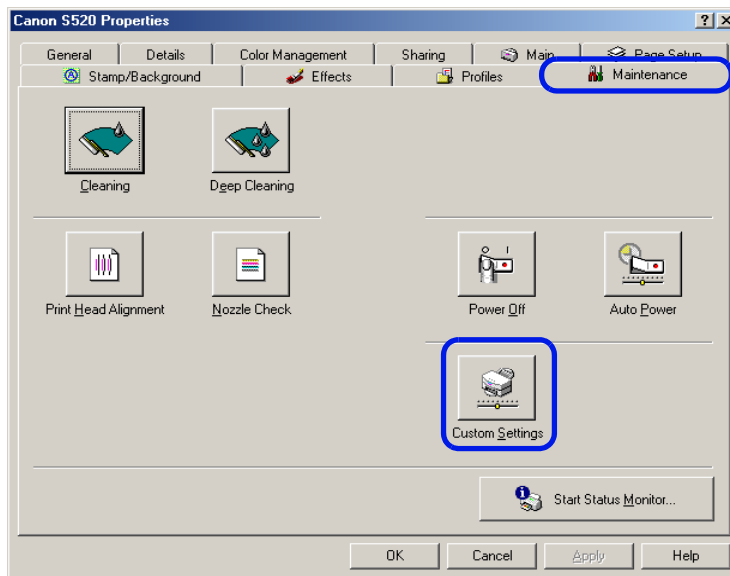 Canon S520 Properties
General Details Color Management Sharing Main Page Setup
Stamp/Background Effects Profiles Maintenance
Cleaning Deep Cleaning
Print Head Alignment Nozzle Check Power Off Auto Power
Custom Settings
Start Status Monitor...
OK Cancel Apply Help